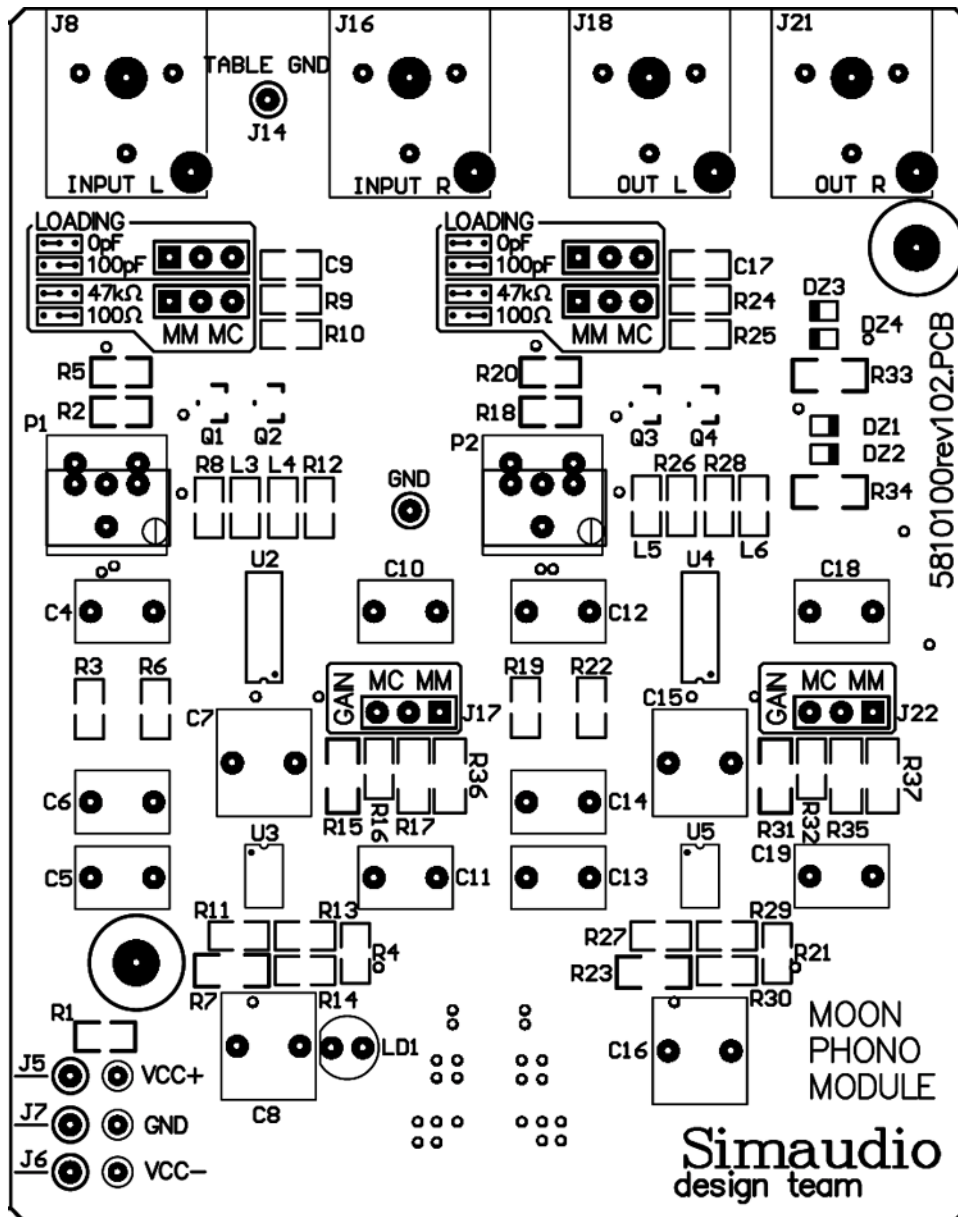 J8 J16 J18 J21
TABLE GND
J14
INPUT L INPUT R OUT L OUT R
LOADING LOADING
0pF 0pF
100pF C9 100pF C17
47kΩ R9 47kΩ R24
100Ω R10 100Ω R25
MM MC MM MC
DZ3
DZ4
R5 R20 R33
R2 R18
P1 Q1 Q2 P2 Q3 Q4 DZ1
DZ2
R8 L3 L4 R12 GND R26 R28
R34
L5 L6
5810100rev102.PCB
U2 C10 U4 C18
C4 C12
R3 R6 GAIN MC MM R19 R22 GAIN MC MM
C7 J17 C15 J22
C6 R36 C14 R37
R15 R16 R17 R31 R32 R35
U3 U5 C19
C5 C11 C13
R11 R13 R29
R4 R27 R21
R7 R14 R23 R30
R1
LD1 C16
J5 VCC+
C8
J7 GND
J6 VCC-
MOON
PHONO
MODULE
Simaudio
design team